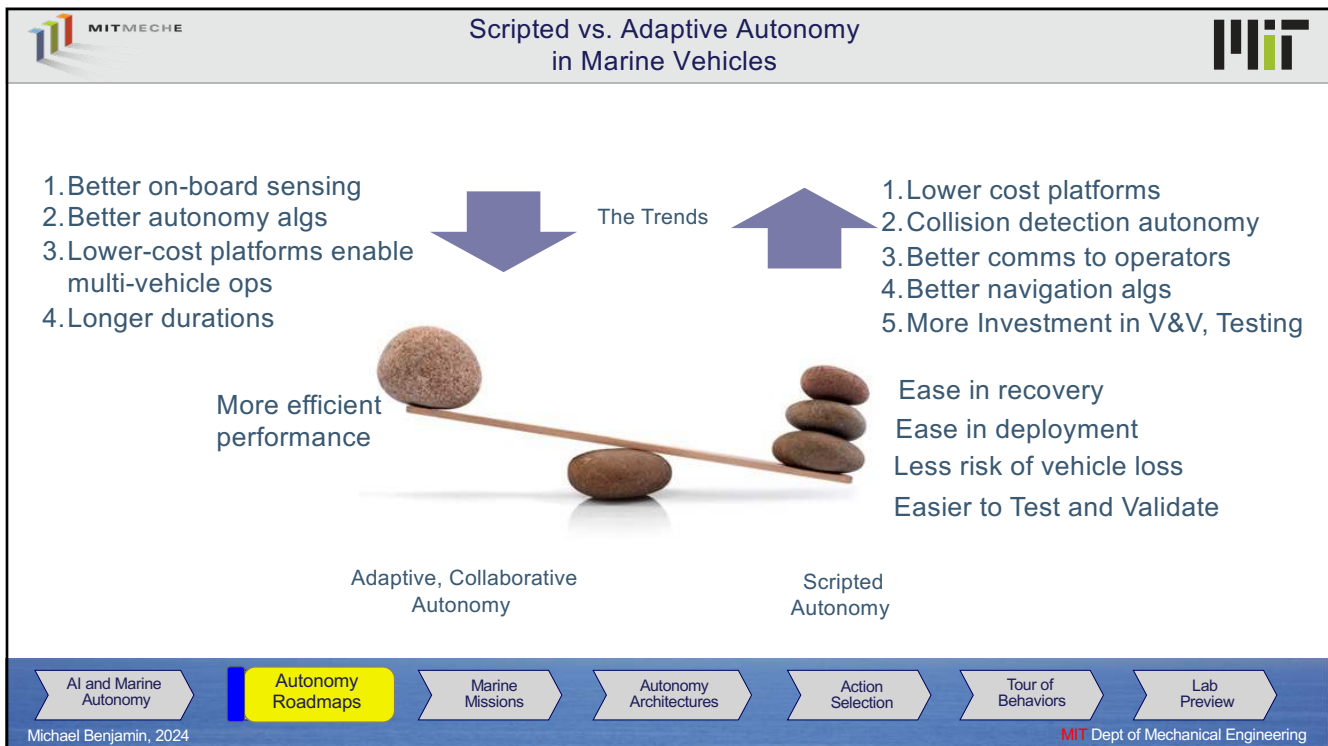 MITMECHE
Scripted vs. Adaptive Autonomy
in Marine Vehicles
MIT
1.Better on-board sensing
2.Better autonomy algs
3.Lower-cost platforms enable
multi-vehicle ops
4.Longer durations
The Trends
1.Lower cost platforms
2.Collision detection autonomy
3.Better comms to operators
4.Better navigation algs
5.More Investment in V&V, Testing
More efficient
performance
Ease in recovery
Ease in deployment
Less risk of vehicle loss
Easier to Test and Validate
Adaptive, Collaborative
Autonomy
Scripted
Autonomy
AI and Marine
Autonomy
Autonomy
Roadmaps
Marine
Missions
Autonomy
Architectures
Action
Selection
Tour of
Behaviors
Lab
Preview
Michael Benjamin, 2024
MIT Dept of Mechanical Engineering